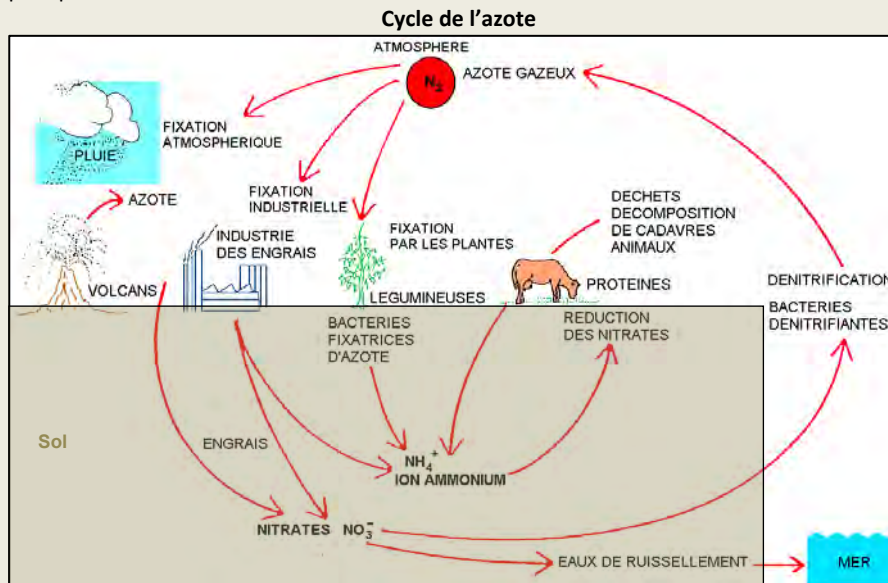 Cycle de l'azote
ATMOSPHERE
N₂
AZOTE GAZEUX
PLUIE
FIXATION
ATMOSPHERIQUE
AZOTE
FIXATION
INDUSTRIELLE
DECHETS
DECOMPOSITION
DE CADAVRES
ANIMAUX
INDUSTRIE
DES ENGRAIS
FIXATION
PAR LES PLANTES
VOLCANS
LEGUMINEUSES
PROTEINES
DENITRIFICATION
BACTERIES
DENITRIFIANTES
BACTERIES
FIXATRICES
D'AZOTE
REDUCTION
DES NITRATES
Sol
ENGRAIS
NH₄⁺
ION AMMONIUM
NITRATES NO₃⁻
EAUX DE RUISSELLEMENT
MER